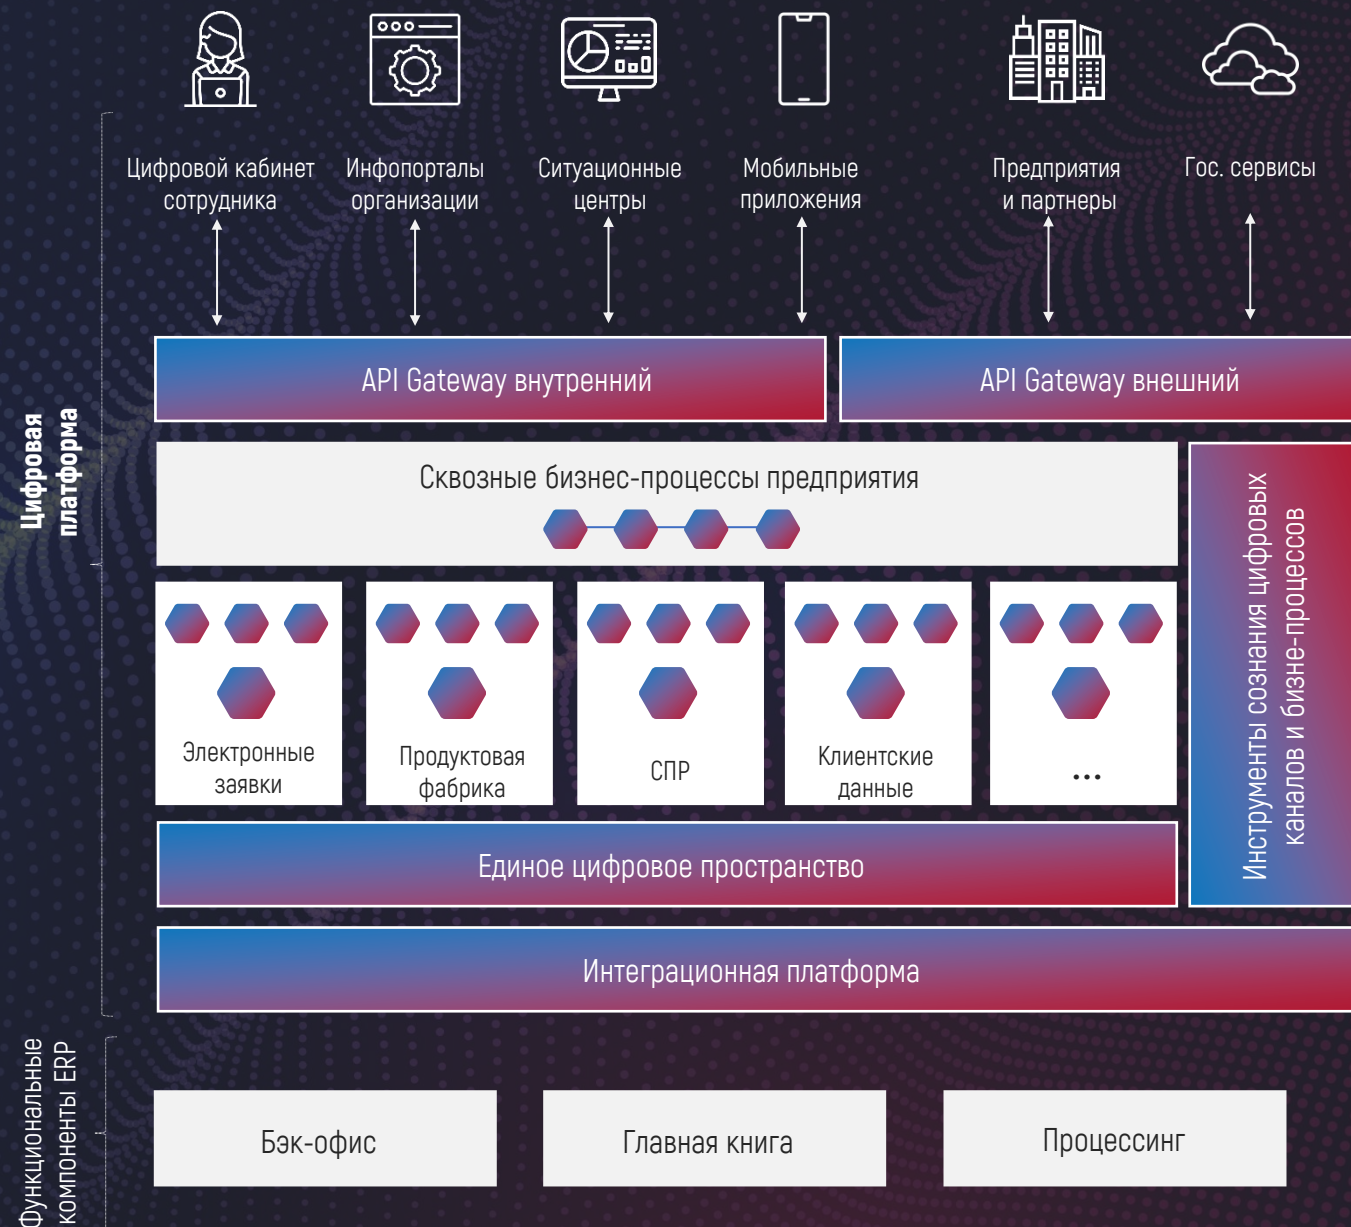 Цифровой кабинет
сотрудника
Инфопорталы
организации
Ситуационные
центры
Мобильные
приложения
Предприятия
и партнеры
Гос. сервисы
Цифровая
платформа
API Gateway внутренний
API Gateway внешний
Сквозные бизнес-процессы предприятия
Инструменты сознания цифровых
каналов и бизне-процессов
Электронные
заявки
Продуктовая
фабрика
СПР
Клиентские
данные
...
Единое цифровое пространство
Интеграционная платформа
Функциональные
компоненты ERP
Бэк-офис
Главная книга
Процессинг